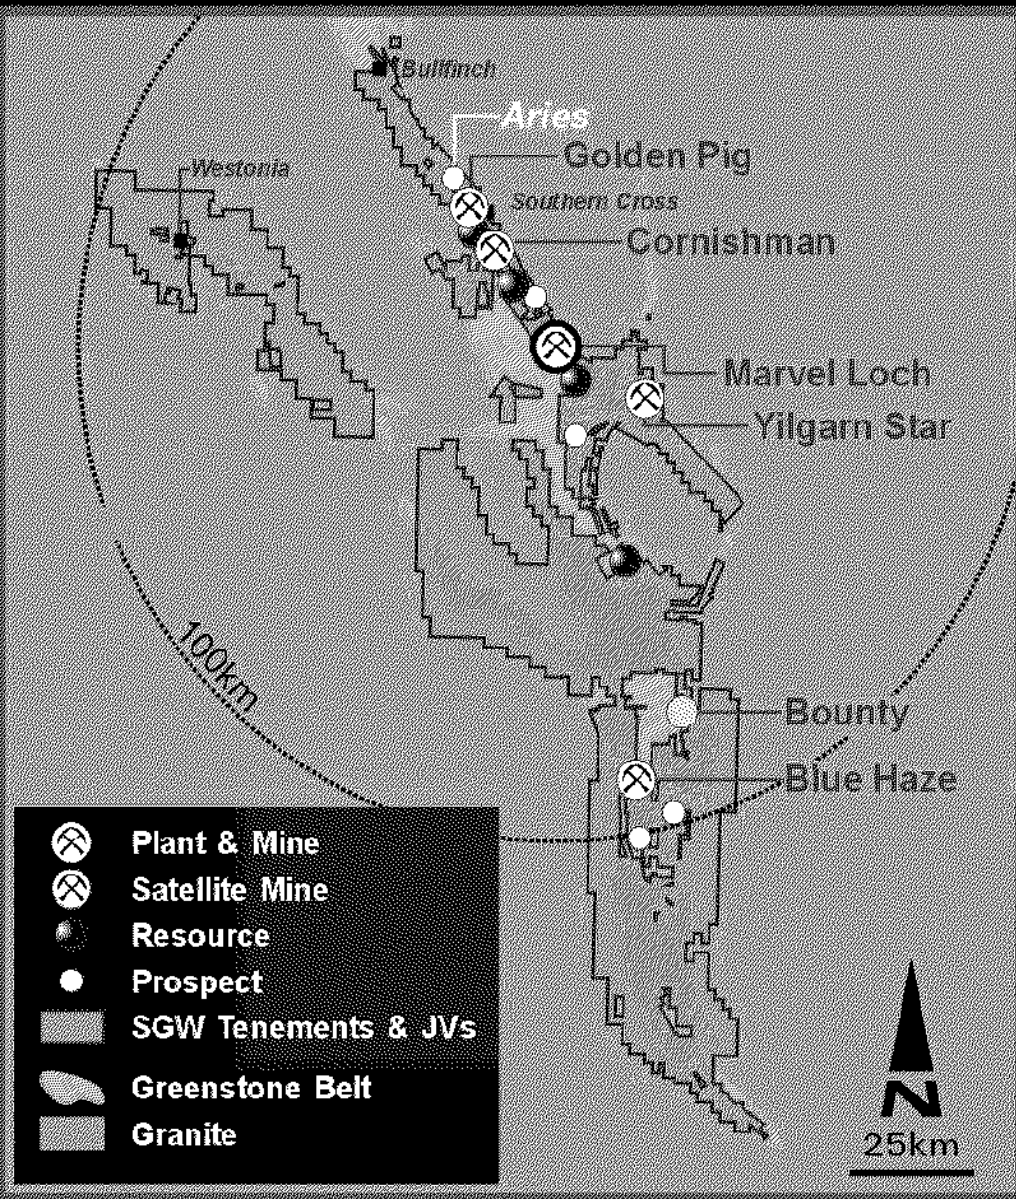 Bullfinch
Aries
Golden Pig
Westonia
Southern Cross
Cornishman
Marvel Loch
Yilgarn Star
100km
Bounty
Blue Haze
Plant & Mine
Satellite Mine
Resource
Prospect
SGW Tenements & JVs
Greenstone Belt
Granite
N
25km